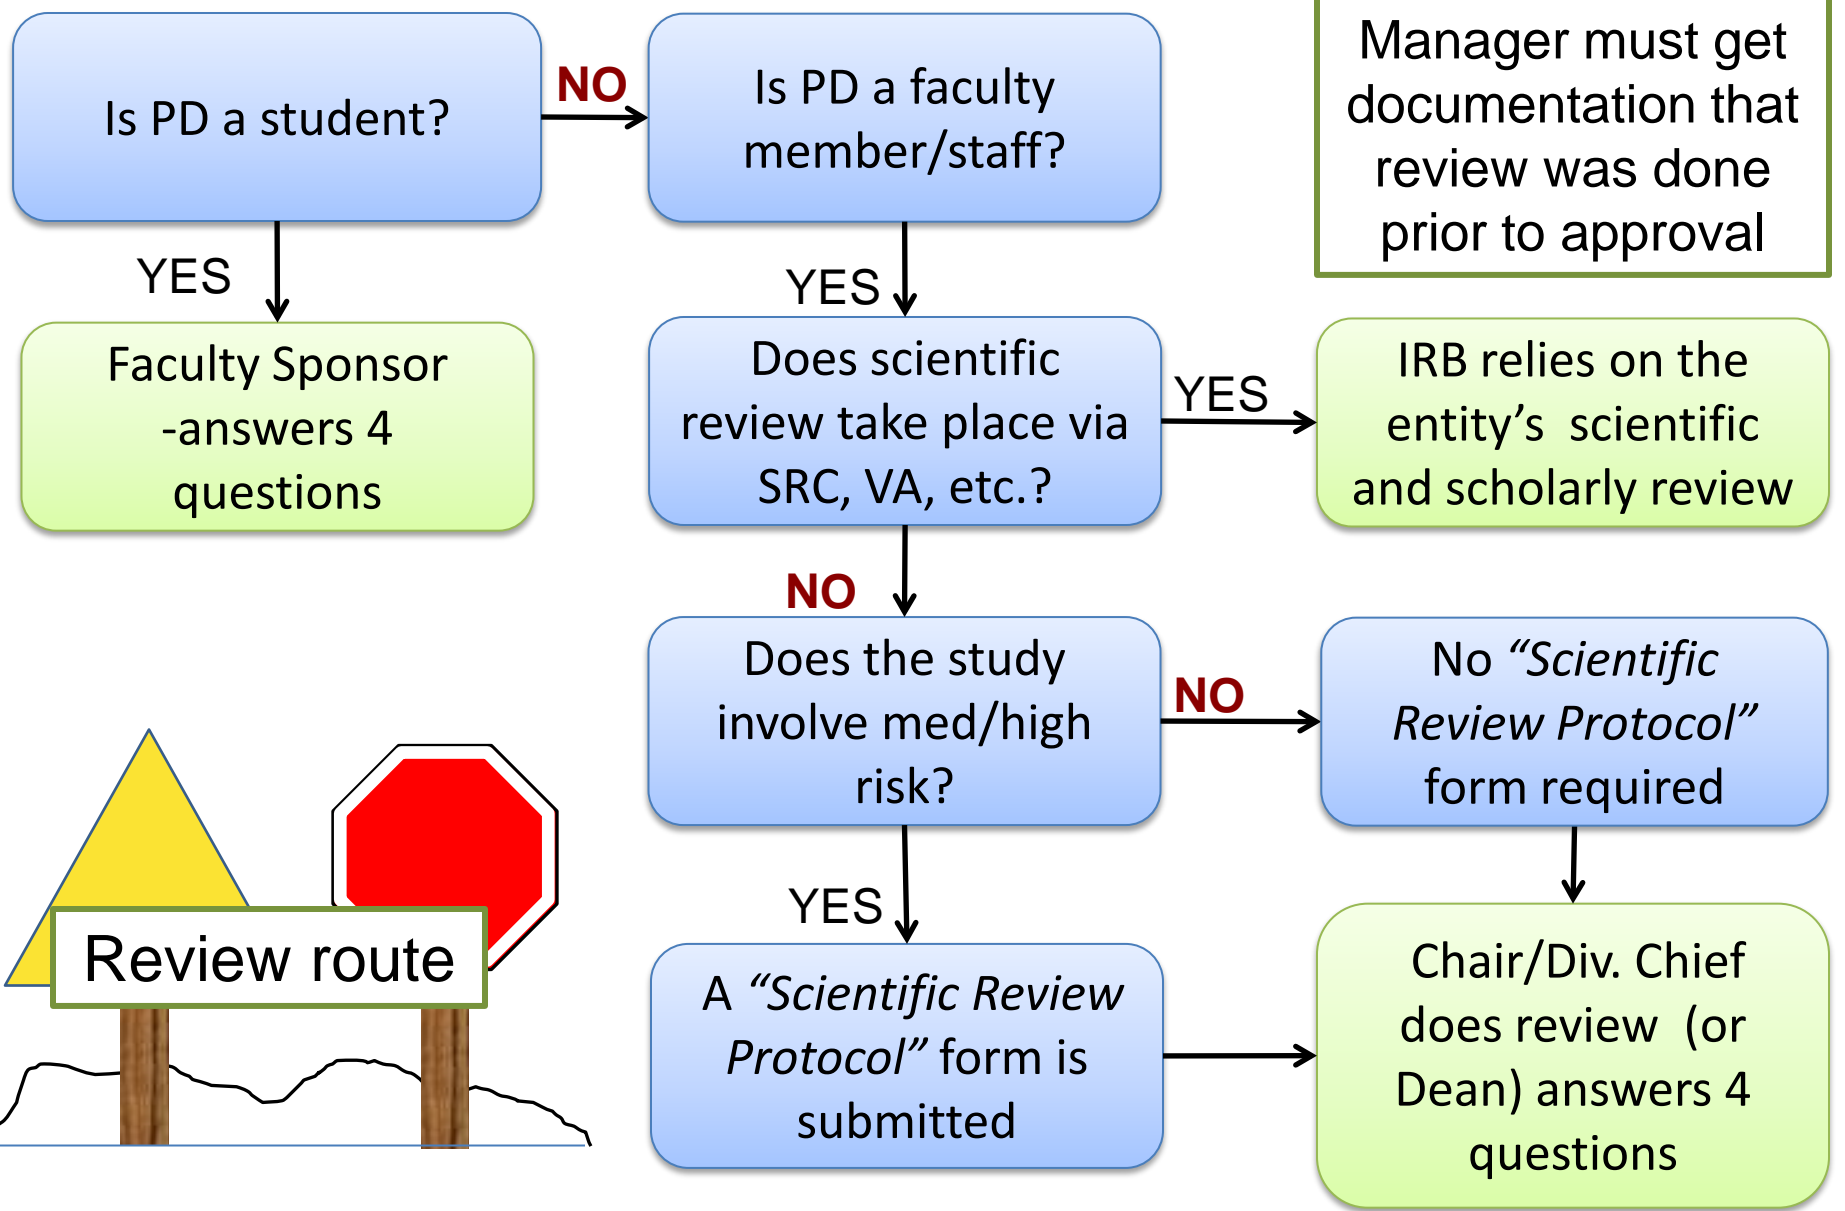 Is PD a student?
NO
Is PD a faculty
member/staff?
Manager must get
documentation that
review was done
prior to approval
YES
YES
Faculty Sponsor
-answers 4
questions
Does scientific
review take place via
SRC, VA, etc.?
YES
IRB relies on the
entity’s  scientific
and scholarly review
NO
Does the study
involve med/high
risk?
NO
No “Scientific
Review Protocol”
form required
YES
Review route
A “Scientific Review
Protocol” form is
submitted
Chair/Div. Chief
does review  (or
Dean) answers 4
questions